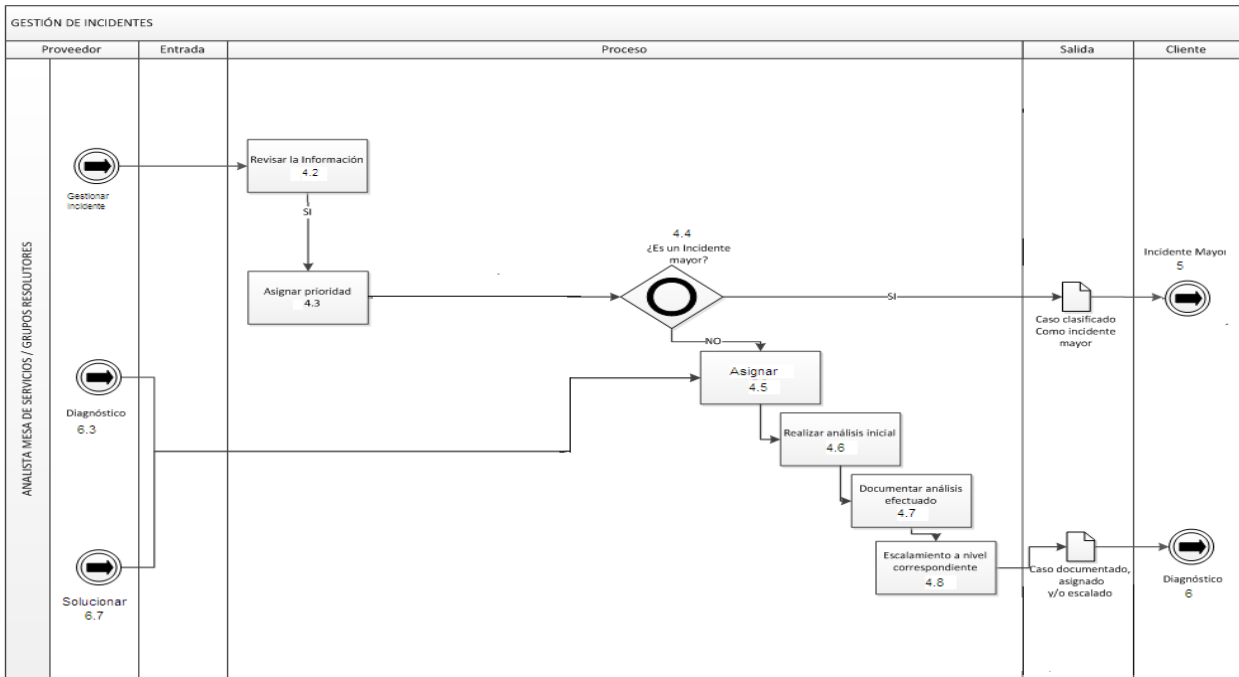 GESTIÓN DE INCIDENTES
Proveedor
Entrada
Proceso
Salida
Cliente
ANALISTA MESA DE SERVICIOS / GRUPOS RESOLUTORES
Gestionar
incidente
Revisar la Información
4.2
SI
Asignar prioridad
4.3
4.4
¿Es un Incidente
mayor?
SI
Caso clasificado
Como incidente
mayor
Incidente Mayor
5
NO
Asignar
4.5
Diagnóstico
6.3
Realizar análisis inicial
4.6
Documentar análisis
efectuado
4.7
Escalamiento a nivel
correspondiente
4.8
Caso documentado,
asignado
y/o escalado
Diagnóstico
6
Solucionar
6.7